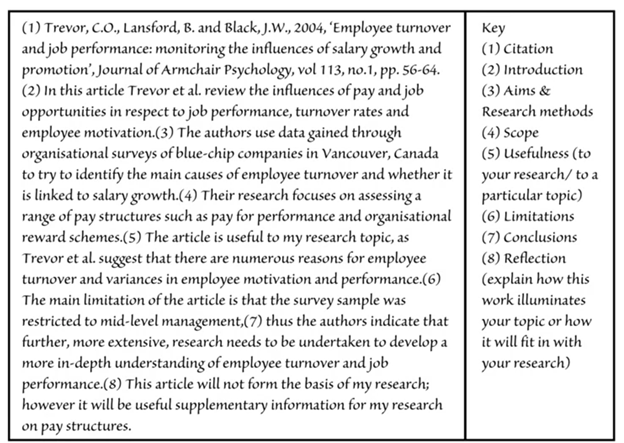 (1) Trevor, C.O., Lansford, B. and Black, J.W., 2004, ‘Employee turnover
and job performance: monitoring the influences of salary growth and
promotion’, Journal of Armchair Psychology, vol 113, no.1, pp. 56-64.
(2) In this article Trevor et al. review the influences of pay and job
opportunities in respect to job performance, turnover rates and
employee motivation.(3) The authors use data gained through
organisational surveys of blue-chip companies in Vancouver, Canada
to try to identify the main causes of employee turnover and whether it
is linked to salary growth.(4) Their research focuses on assessing a
range of pay structures such as pay for performance and organisational
reward schemes.(5) The article is useful to my research topic, as
Trevor et al. suggest that there are numerous reasons for employee
turnover and variances in employee motivation and performance.(6)
The main limitation of the article is that the survey sample was
restricted to mid-level management,(7) thus the authors indicate that
further, more extensive, research needs to be undertaken to develop a
more in-depth understanding of employee turnover and job
performance.(8) This article will not form the basis of my research;
however it will be useful supplementary information for my research
on pay structures.
Key
(1) Citation
(2) Introduction
(3) Aims &
Research methods
(4) Scope
(5) Usefulness (to
your research/ to a
particular topic)
(6) Limitations
(7) Conclusions
(8) Reflection
(explain how this
work illuminates
your topic or how
it will fit in with
your research)